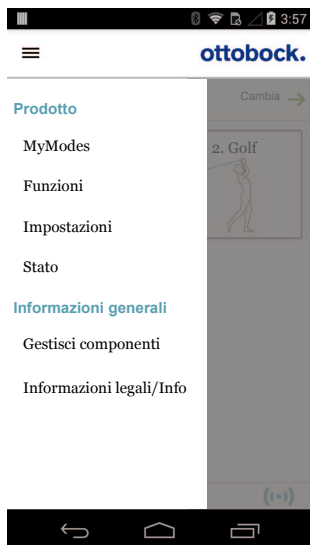 3:57
ottobock.
Cambia
Prodotto
MyModes
2. Golf
Funzioni
Impostazioni
Stato
Informazioni generali
Gestisci componenti
Informazioni legali/Info